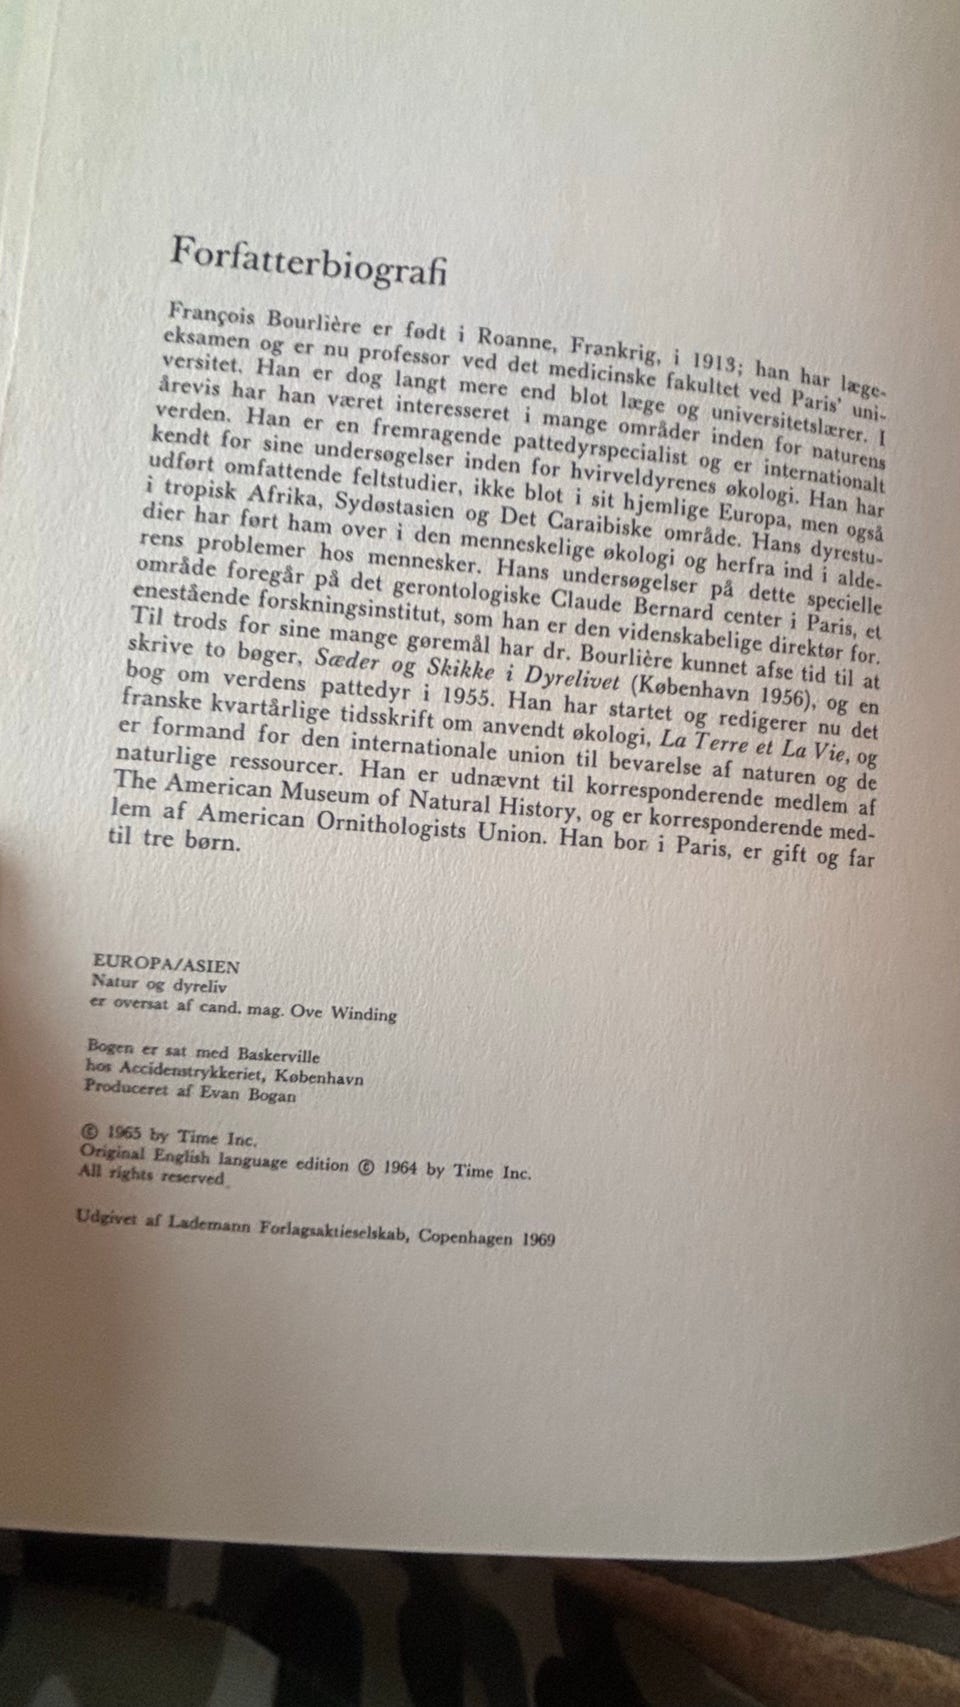 Forfatterbiografi
François Bourlière er født i Roanne, Frankrig, i 1913; han har læge-
eksamen og er nu professor ved det medicinske fakultet ved Paris' uni-
versitet. Han er dog langt mere end blot læge og universitetslærer. I
årevis har han været interesseret i mange områder inden for naturens
verden. Han er en fremragende pattedyrspecialist og er internationalt
kendt for sine undersøgelser inden for hvirveldyrenes økologi. Han har
udført omfattende feltstudier, ikke blot i sit hjemlige Europa, men også
i tropisk Afrika, Sydøstasien og Det Caraibiske område. Hans dyrestu-
dier har ført ham over i den menneskelige økologi og herfra ind i alde-
rens problemer hos mennesker. Hans undersøgelser på dette specielle
område foregår på det gerontologiske Claude Bernard center i Paris, et
enestående forskningsinstitut, som han er den videnskabelige direktør for.
Til trods for sine mange gøremål har dr. Bourlière kunnet afse tid til at
skrive to bøger, Sæder og Skikke i Dyrelivet (København 1956), og en
bog om verdens pattedyr i 1955. Han har startet og redigerer nu det
franske kvartårlige tidsskrift om anvendt økologi, La Terre et La Vie, og
er formand for den internationale union til bevarelse af naturen og de
naturlige ressourcer. Han er udnævnt til korresponderende medlem af
The American Museum of Natural History, og er korresponderende med-
lem af American Ornithologists Union. Han bor i Paris, er gift og far
til tre børn.
EUROPA/ASIEN
Natur og dyreliv
er oversat af cand. mag. Ove Winding
Bogen er sat med Baskerville
hos Accidenstrykkeriet, København
Produceret af Evan Bogan
© 1965 by Time Inc.
Original English language edition © 1964 by Time Inc.
All rights reserved
Udgivet af Lademann Forlagsaktieselskab, Copenhagen 1969